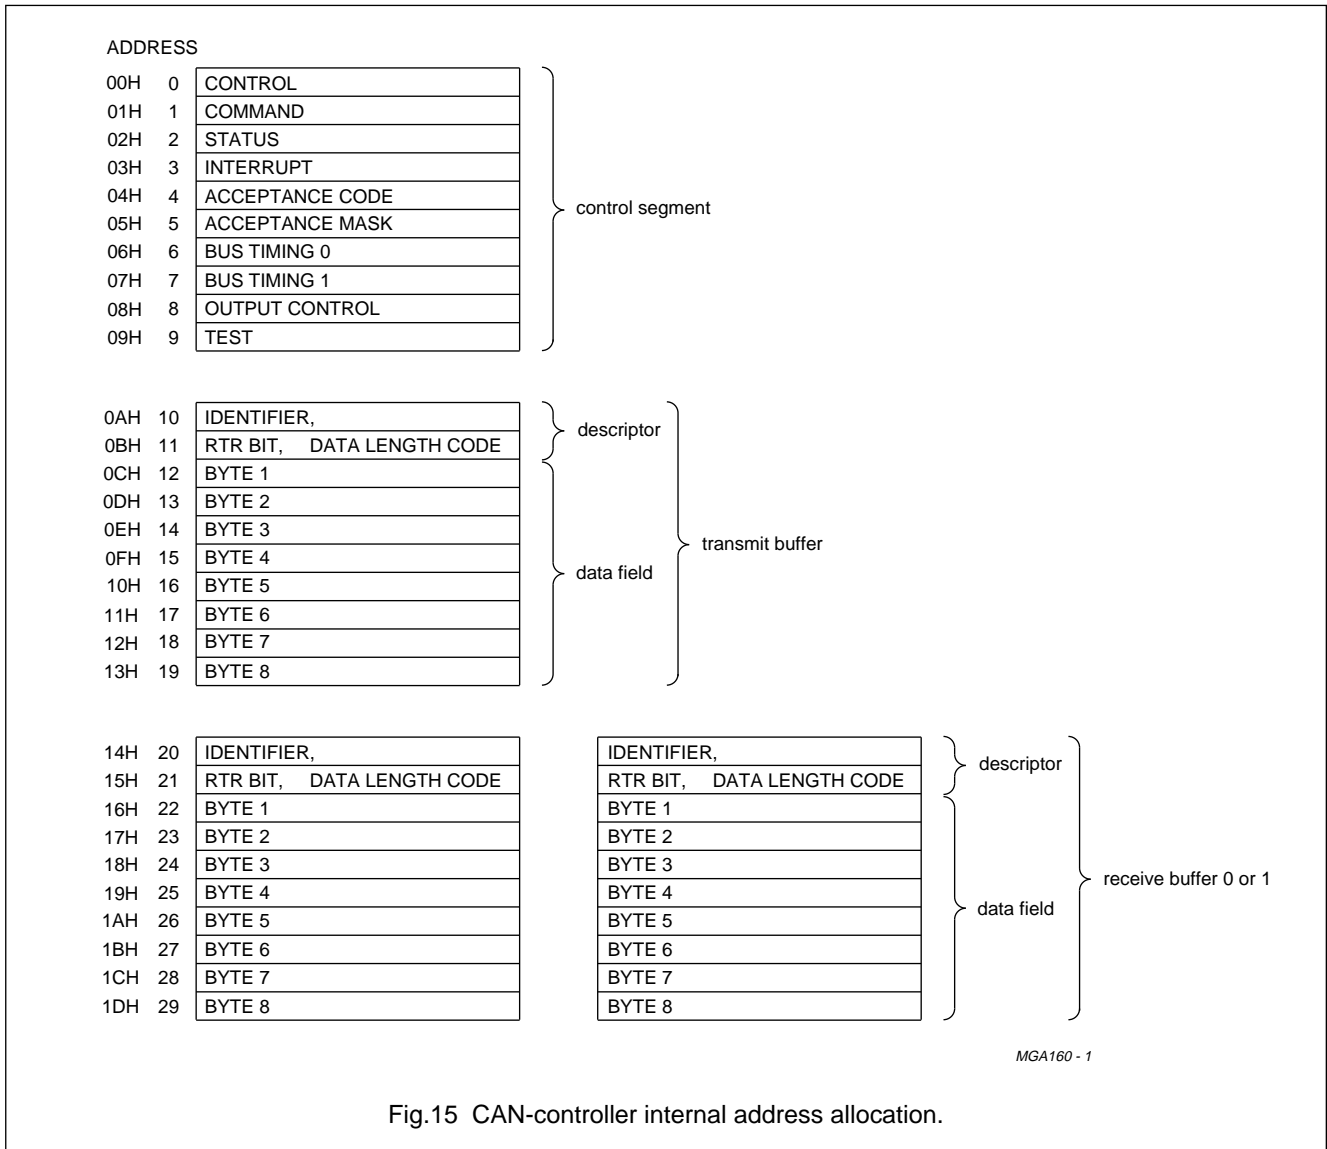 ADDRESS
00H 0 CONTROL
01H 1 COMMAND
02H 2 STATUS
03H 3 INTERRUPT
04H 4 ACCEPTANCE CODE
05H 5 ACCEPTANCE MASK
06H 6 BUS TIMING 0
07H 7 BUS TIMING 1
08H 8 OUTPUT CONTROL
09H 9 TEST
control segment
0AH 10 IDENTIFIER,
0BH 11 RTR BIT, DATA LENGTH CODE
0CH 12 BYTE 1
0DH 13 BYTE 2
0EH 14 BYTE 3
0FH 15 BYTE 4
10H 16 BYTE 5
11H 17 BYTE 6
12H 18 BYTE 7
13H 19 BYTE 8
descriptor
data field
transmit buffer
14H 20 IDENTIFIER, IDENTIFIER,
15H 21 RTR BIT, DATA LENGTH CODE RTR BIT, DATA LENGTH CODE
16H 22 BYTE 1 BYTE 1
17H 23 BYTE 2 BYTE 2
18H 24 BYTE 3 BYTE 3
19H 25 BYTE 4 BYTE 4
1AH 26 BYTE 5 BYTE 5
1BH 27 BYTE 6 BYTE 6
1CH 28 BYTE 7 BYTE 7
1DH 29 BYTE 8 BYTE 8
descriptor
data field
receive buffer 0 or 1
MGA160 - 1
Fig.15 CAN-controller internal address allocation.